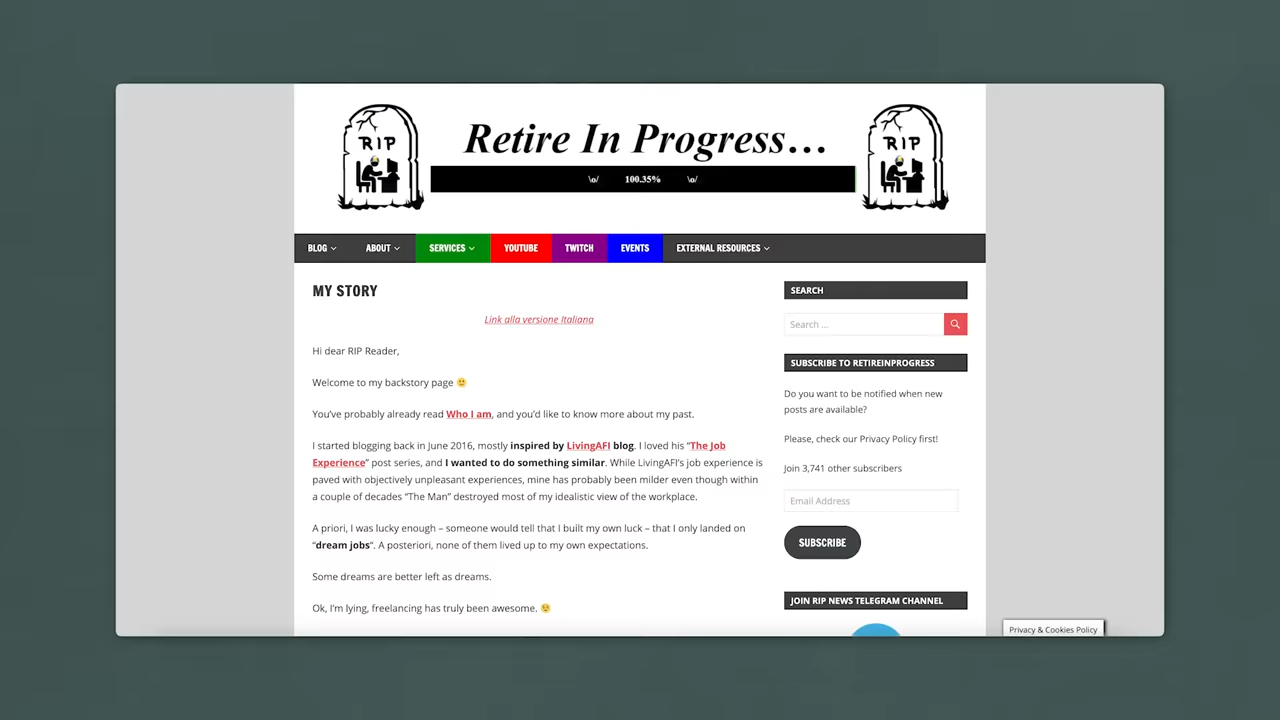 RIP
Retire In Progress...
RIP
\o/ 100.35% \o/
BLOG
ABOUT
SERVICES
YOUTUBE
TWITCH
EVENTS
EXTERNAL RESOURCES
MY STORY
Link alla versione Italiana
Hi dear RIP Reader,
Welcome to my backstory page 🙂
You've probably already read Who I am, and you'd like to know more about my past.
I started blogging back in June 2016, mostly inspired by LivingAFI blog. I loved his "The Job
Experience" post series, and I wanted to do something similar. While LivingAFI's job experience is
paved with objectively unpleasant experiences, mine has probably been milder even though within
a couple of decades "The Man" destroyed most of my idealistic view of the workplace.
A priori, I was lucky enough – someone would tell that I built my own luck – that I only landed on
"dream jobs". A posteriori, none of them lived up to my own expectations.
Some dreams are better left as dreams.
Ok, I'm lying, freelancing has truly been awesome. 😉
SEARCH
Search ...
SUBSCRIBE TO RETIREINPROGRESS
Do you want to be notified when new
posts are available?
Please, check our Privacy Policy first!
Join 3,741 other subscribers
Email Address
SUBSCRIBE
JOIN RIP NEWS TELEGRAM CHANNEL
Privacy & Cookies Policy